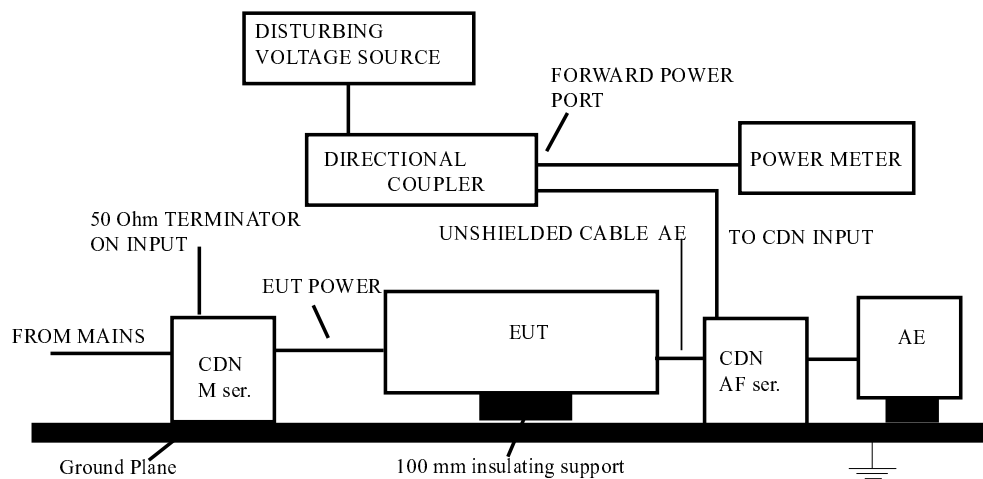 DISTURBING
VOLTAGE SOURCE
FORWARD POWER
PORT
DIRECTIONAL
COUPLER
POWER METER
50 Ohm TERMINATOR
ON INPUT
UNSHIELDED CABLE AE
TO CDN INPUT
EUT POWER
FROM MAINS
CDN
M ser.
EUT
CDN
AF ser.
AE
Ground Plane
100 mm insulating support